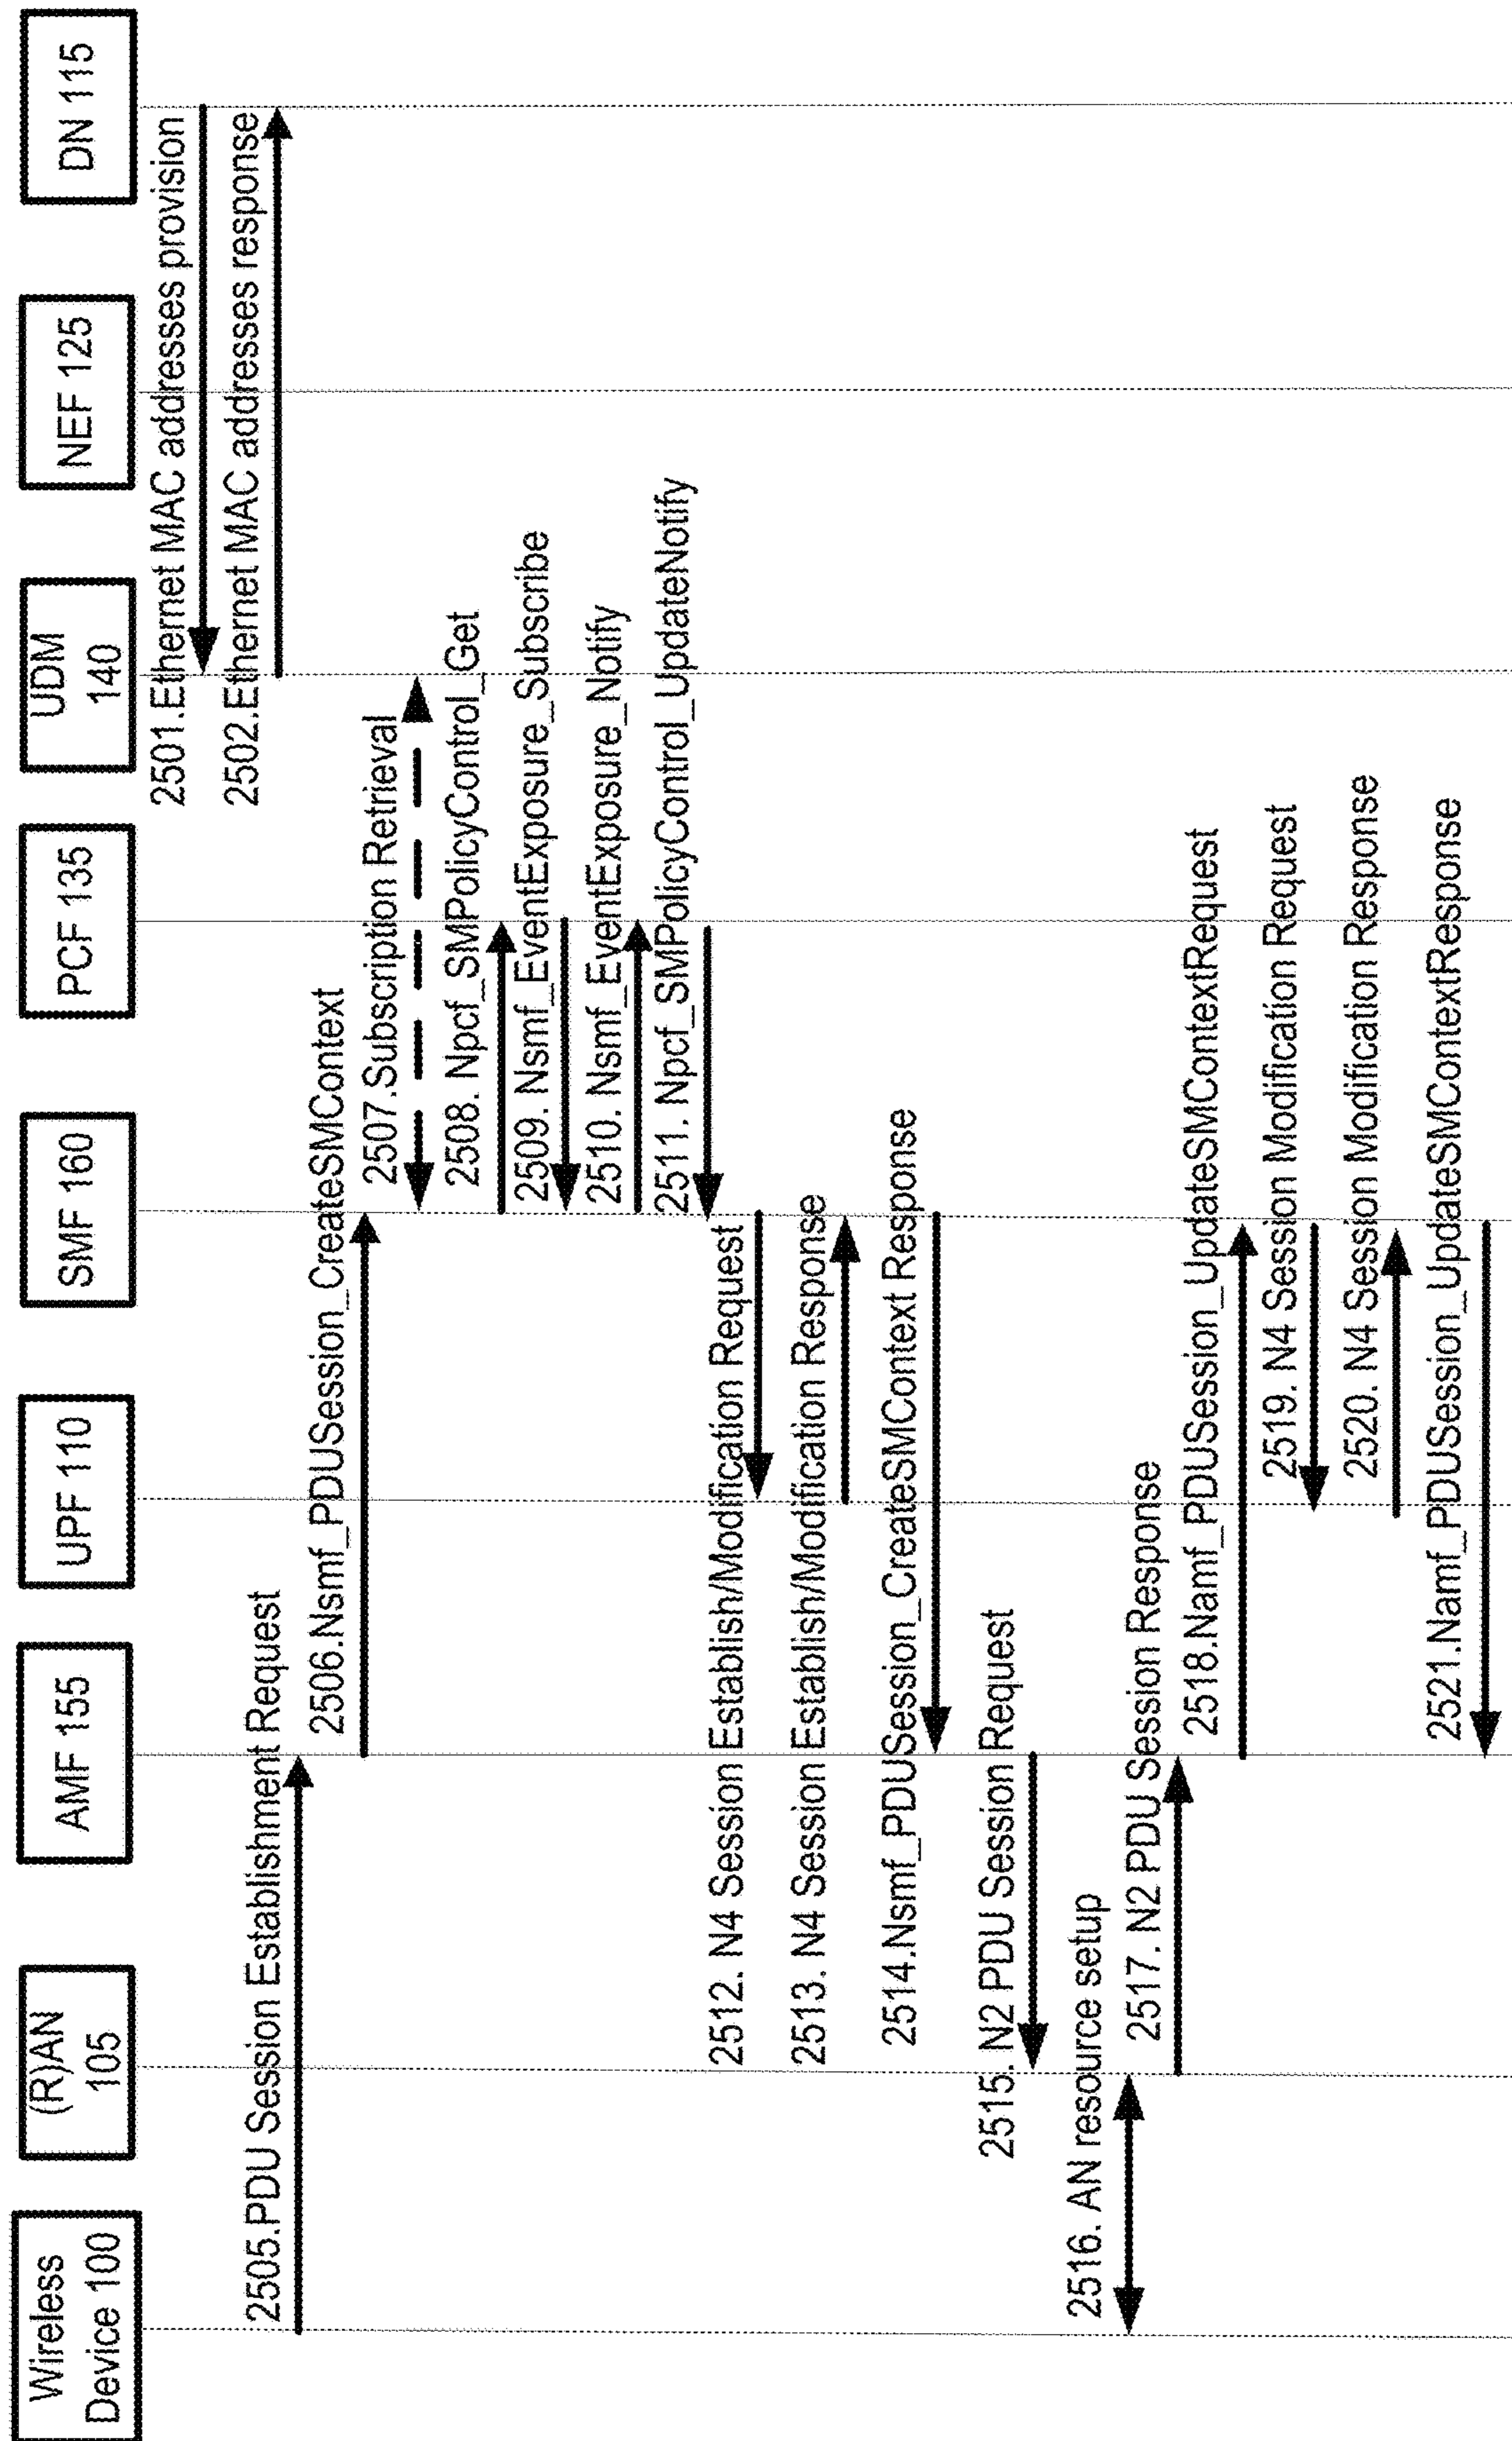 Wireless
Device 100
(R)AN
105
AMF 155
UPF 110
SMF 160
PCF 135
UDM
140
NEF 125
DN 115
2501.Ethernet MAC addresses provision
2502.Ethernet MAC addresses response
2505.PDU Session Establishment Request
2506.Nsmf_PDUSession_CreateSMContext
2507.Subscription Retrieval
2508. Npcf_SMPolicyControl_Get
2509. Nsmf_EventExposure_Subscribe
2510. Nsmf_EventExposure_Notify
2511. Npcf_SMPolicyControl_UpdateNotify
2512. N4 Session Establish/Modification Request
2513. N4 Session Establish/Modification Response
2514.Nsmf_PDUSession_CreateSMContext Response
2515. N2 PDU Session Request
2516. AN resource setup
2517. N2 PDU Session Response
2518.Namf_PDUSession_UpdateSMContextRequest
2519. N4 Session Modification Request
2520. N4 Session Modification Response
2521.Namf_PDUSession_UpdateSMContextResponse